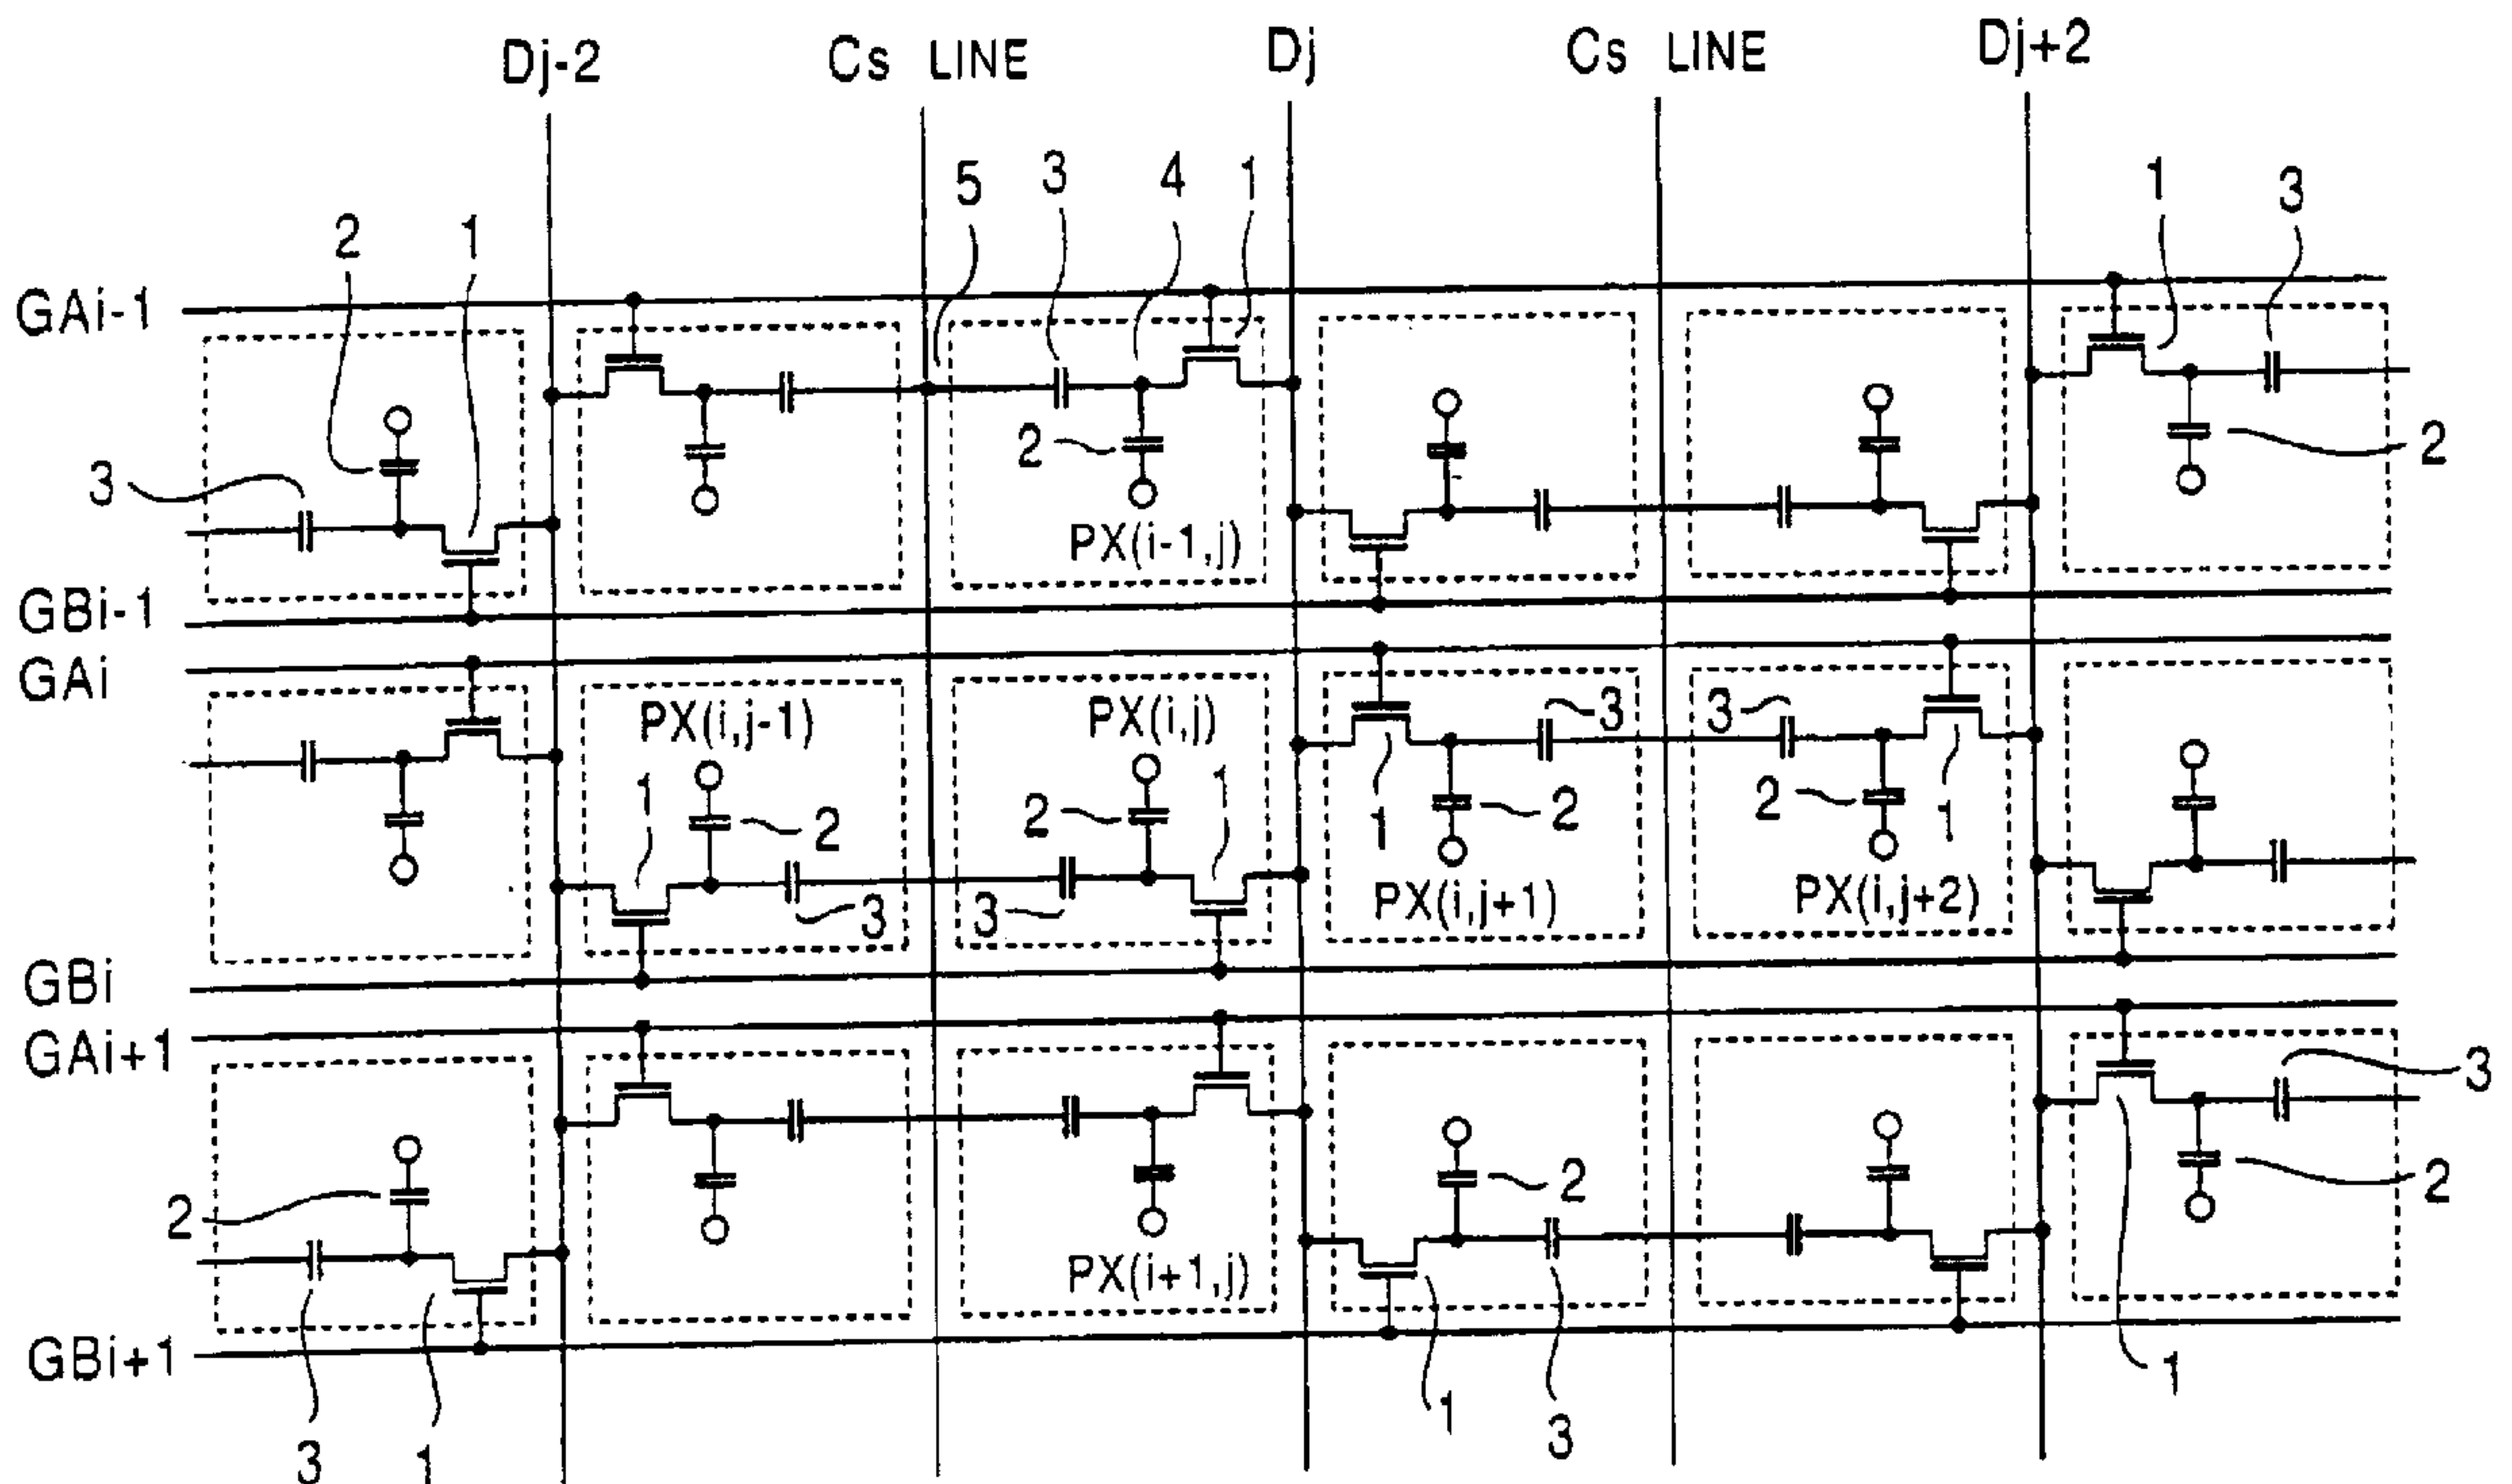 Dj-2 Cs LINE Dj Cs LINE Dj+2
5 3 4 1 1 3
2 1
GAi-1
2 2
3
PX(i-1,j)
GBi-1
GAi
PX(i,j-1) PX(i,j) 3 3
1 1
2 2 1 2 2 1
3 3 PX(i,j+1) PX(i,j+2)
GBi
GAi+1
3
2 2 2
PX(i+1,j)
GBi+1
1
1 3
3 1